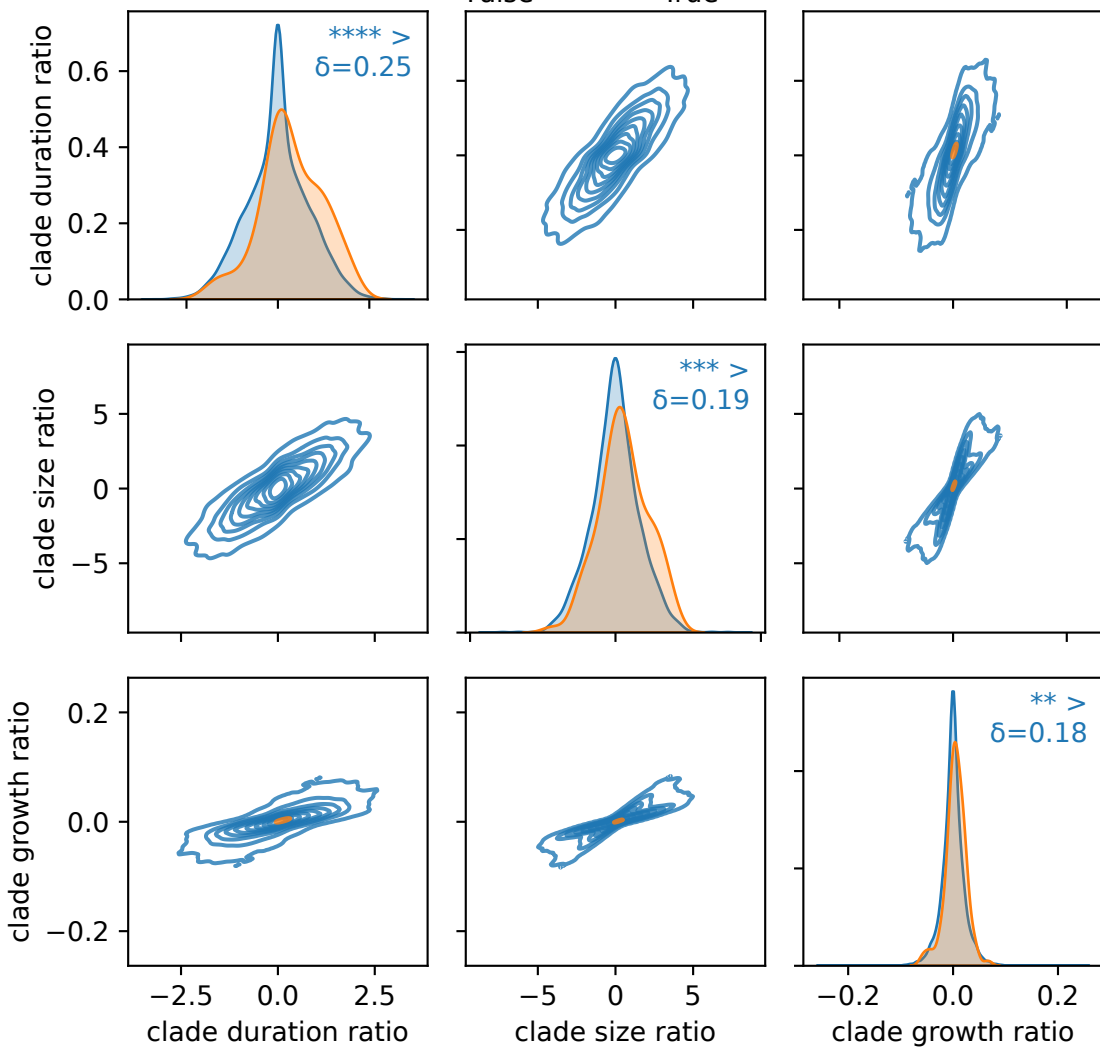 **** >
δ=0.25
clade duration ratio
0.6
0.4
0.2
0.0
*** >
δ=0.19
clade size ratio
5
0
−5
** >
δ=0.18
clade growth ratio
0.2
0.0
−0.2
−2.5 0.0 2.5 −5 0 5 −0.2 0.0 0.2
clade duration ratio clade size ratio clade growth ratio